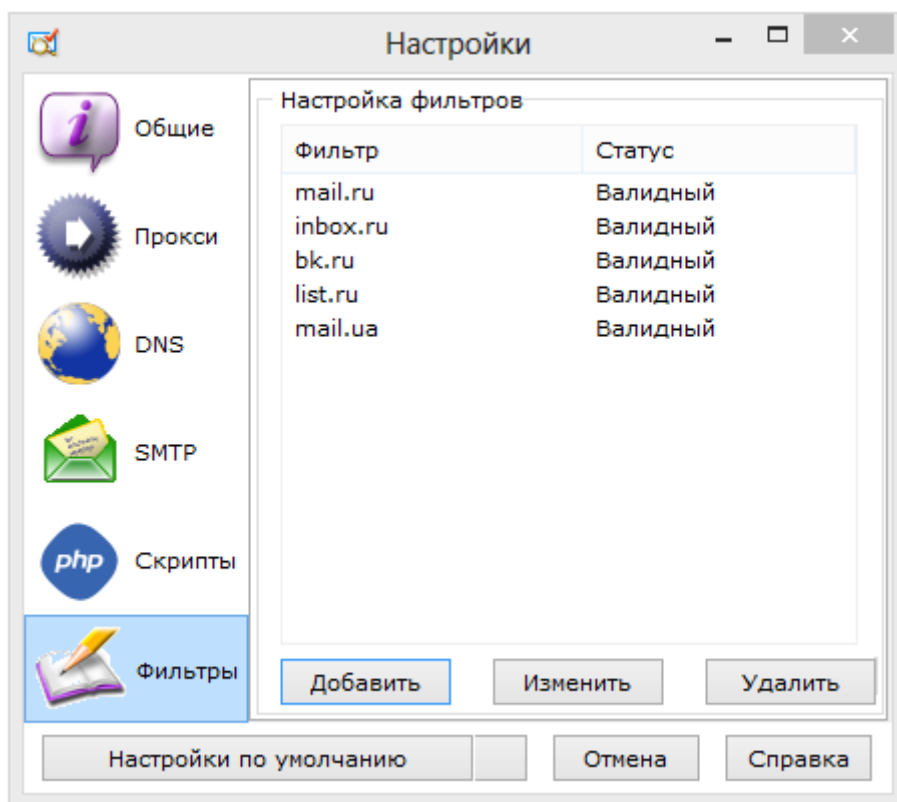 Настройки
Общие
Прокси
DNS
SMTP
php
Скрипты
Фильтры
Настройка фильтров
Фильтр Статус
mail.ru Валидный
inbox.ru Валидный
bk.ru Валидный
list.ru Валидный
mail.ua Валидный
Добавить Изменить Удалить
Настройки по умолчанию Отмена Справка